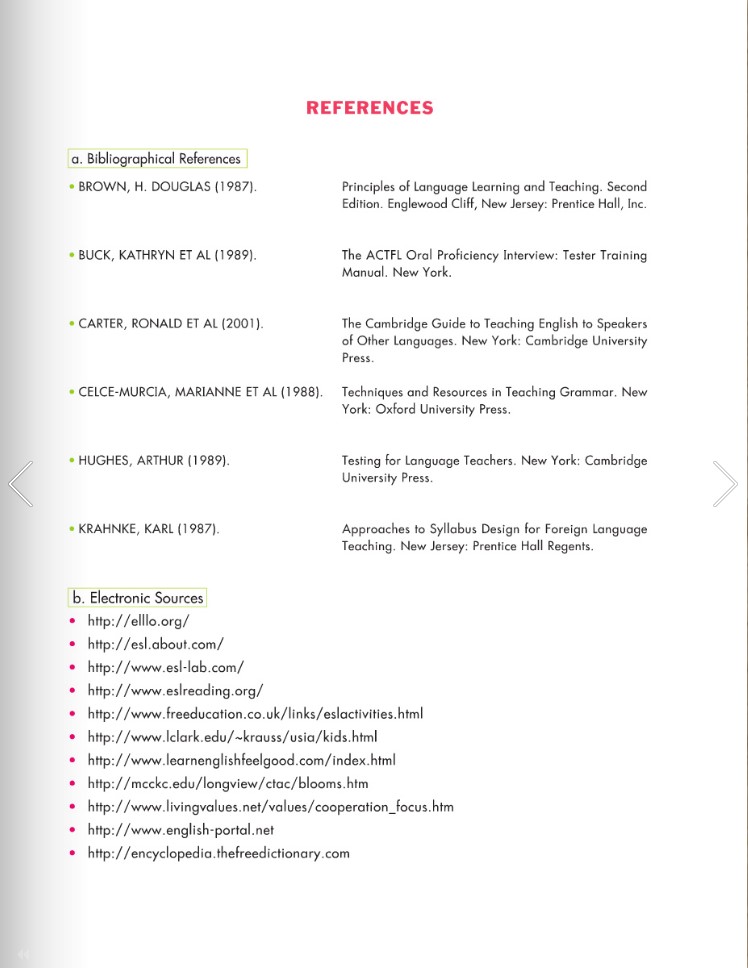 REFERENCES
a. Bibliographical References
• BROWN, H. DOUGLAS (1987).
Principles of Language Learning and Teaching. Second
Edition. Englewood Cliff, New Jersey: Prentice Hall, Inc.
• BUCK, KATHRYN ET AL (1989).
The ACTFL Oral Proficiency Interview: Tester Training
Manual. New York.
• CARTER, RONALD ET AL (2001).
The Cambridge Guide to Teaching English to Speakers
of Other Languages. New York: Cambridge University
Press.
• CELCE-MURCIA, MARIANNE ET AL (1988).
Techniques and Resources in Teaching Grammar. New
York: Oxford University Press.
• HUGHES, ARTHUR (1989).
Testing for Language Teachers. New York: Cambridge
University Press.
• KRAHNKE, KARL (1987).
Approaches to Syllabus Design for Foreign Language
Teaching. New Jersey: Prentice Hall Regents.
b. Electronic Sources
• http://elllo.org/
• http://esl.about.com/
• http://www.esl-lab.com/
• http://www.eslreading.org/
• http://www.freeducation.co.uk/links/eslactivities.html
• http://www.lclark.edu/~krauss/usia/kids.html
• http://www.learnenglishfeelgood.com/index.html
• http://mcckc.edu/longview/ctac/blooms.htm
• http://www.livingvalues.net/values/cooperation_focus.htm
• http://www.english-portal.net
• http://encyclopedia.thefreedictionary.com